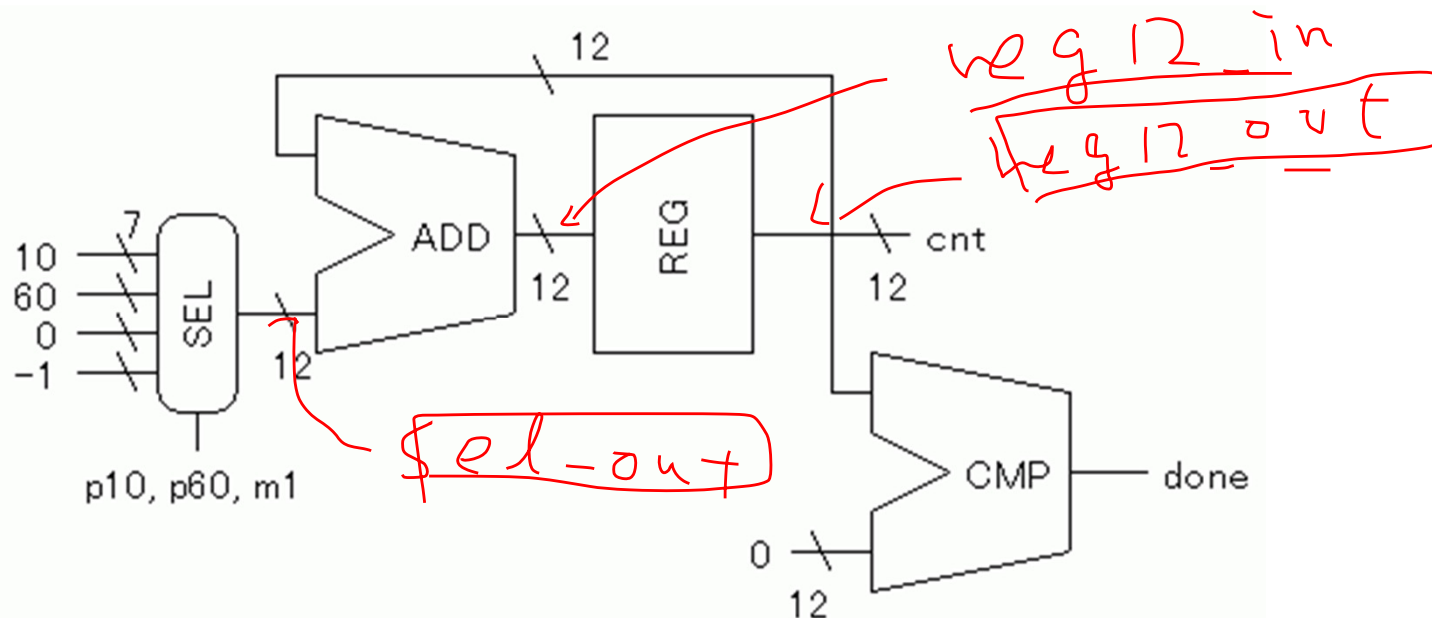 12
reg12_in
reg12_out
7
10
60
0
-1
SEL
12
ADD
12
REG
12
cnt
p10, p60, m1
sel_out
CMP
done
0
12